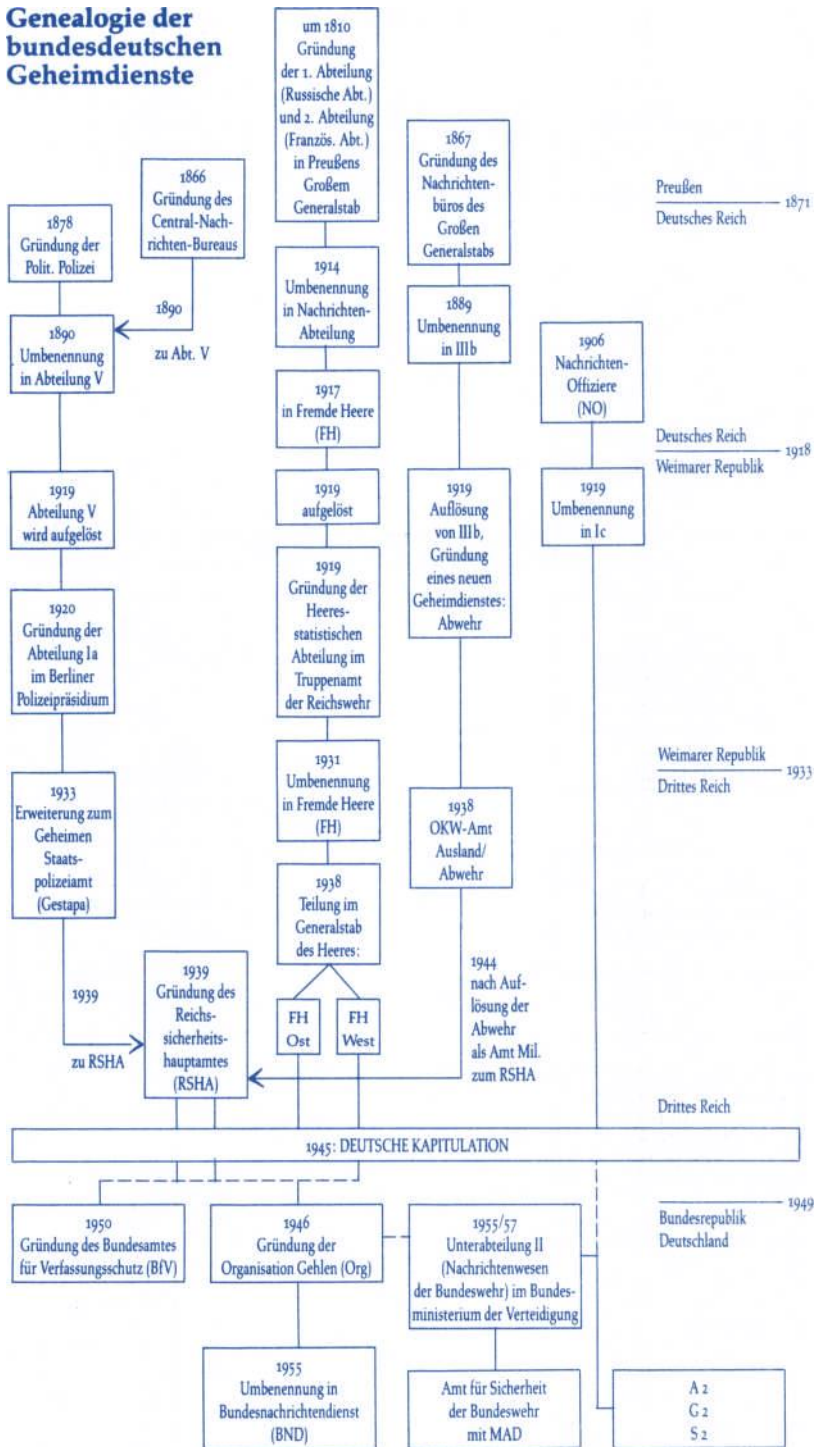 Genealogie der
bundesdeutschen
Geheimdienste
um 1810
Gründung
der 1. Abteilung
(Russische Abt.)
und 2. Abteilung
(Französ. Abt.)
in Preußens
Großem
Generalstab
1867
Gründung des
Nachrichten-
büros des
Großen
Generalstabs
1866
Gründung des
Central-Nach-
richten-Bureaus
1878
Gründung der
Polit. Polizei
Preußen
1871
Deutsches Reich
1890
zu Abt. V
1890
Umbenennung
in Abteilung V
1914
Umbenennung
in Nachrichten-
Abteilung
1889
Umbenennung
in IIIb
1906
Nachrichten-
Offiziere
(NO)
1917
in Fremde Heere
(FH)
Deutsches Reich
1918
Weimarer Republik
1919
Abteilung V
wird aufgelöst
1919
aufgelöst
1919
Auflösung
von IIIb,
Gründung
eines neuen
Geheimdienstes:
Abwehr
1919
Umbenennung
in Ic
1920
Gründung der
Abteilung Ia
im Berliner
Polizeipräsidium
1919
Gründung der
Heeres-
statistischen
Abteilung im
Truppenamt
der Reichswehr
Weimarer Republik
1933
Drittes Reich
1933
Erweiterung zum
Geheimen
Staats-
polizeiamt
(Gestapa)
1931
Umbenennung
in Fremde Heere
(FH)
1938
OKW-Amt
Ausland/
Abwehr
1938
Teilung im
Generalstab
des Heeres:
1939
zu RSHA
1939
Gründung des
Reichs-
sicherheits-
hauptamtes
(RSHA)
FH
Ost
FH
West
1944
nach Auf-
lösung der
Abwehr
als Amt Mil.
zum RSHA
Drittes Reich
1945: DEUTSCHE KAPITULATION
1949
Bundesrepublik
Deutschland
1950
Gründung des Bundesamtes
für Verfassungsschutz (BfV)
1946
Gründung der
Organisation Gehlen (Org)
1955/57
Unterabteilung II
(Nachrichtenwesen
der Bundeswehr) im Bundes-
ministerium der Verteidigung
1955
Umbenennung in
Bundesnachrichtendienst
(BND)
Amt für Sicherheit
der Bundeswehr
mit MAD
A 2
G 2
S 2